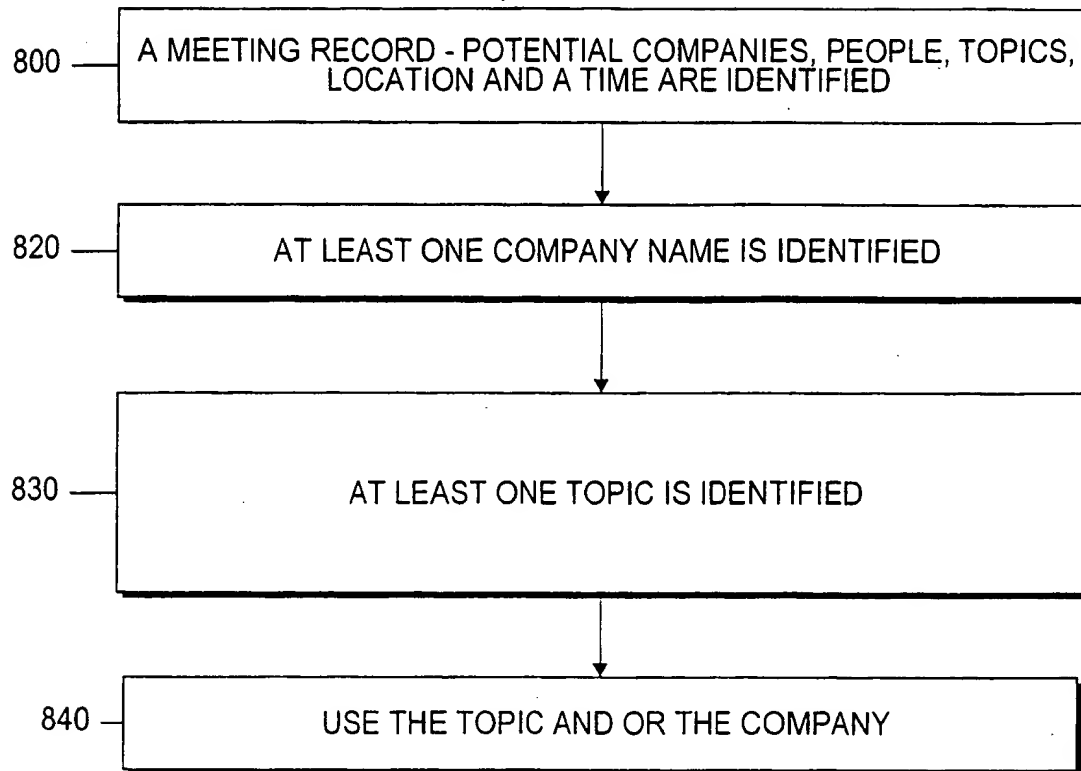 800
A MEETING RECORD - POTENTIAL COMPANIES, PEOPLE, TOPICS,
LOCATION AND A TIME ARE IDENTIFIED
820
AT LEAST ONE COMPANY NAME IS IDENTIFIED
830
AT LEAST ONE TOPIC IS IDENTIFIED
840
USE THE TOPIC AND OR THE COMPANY